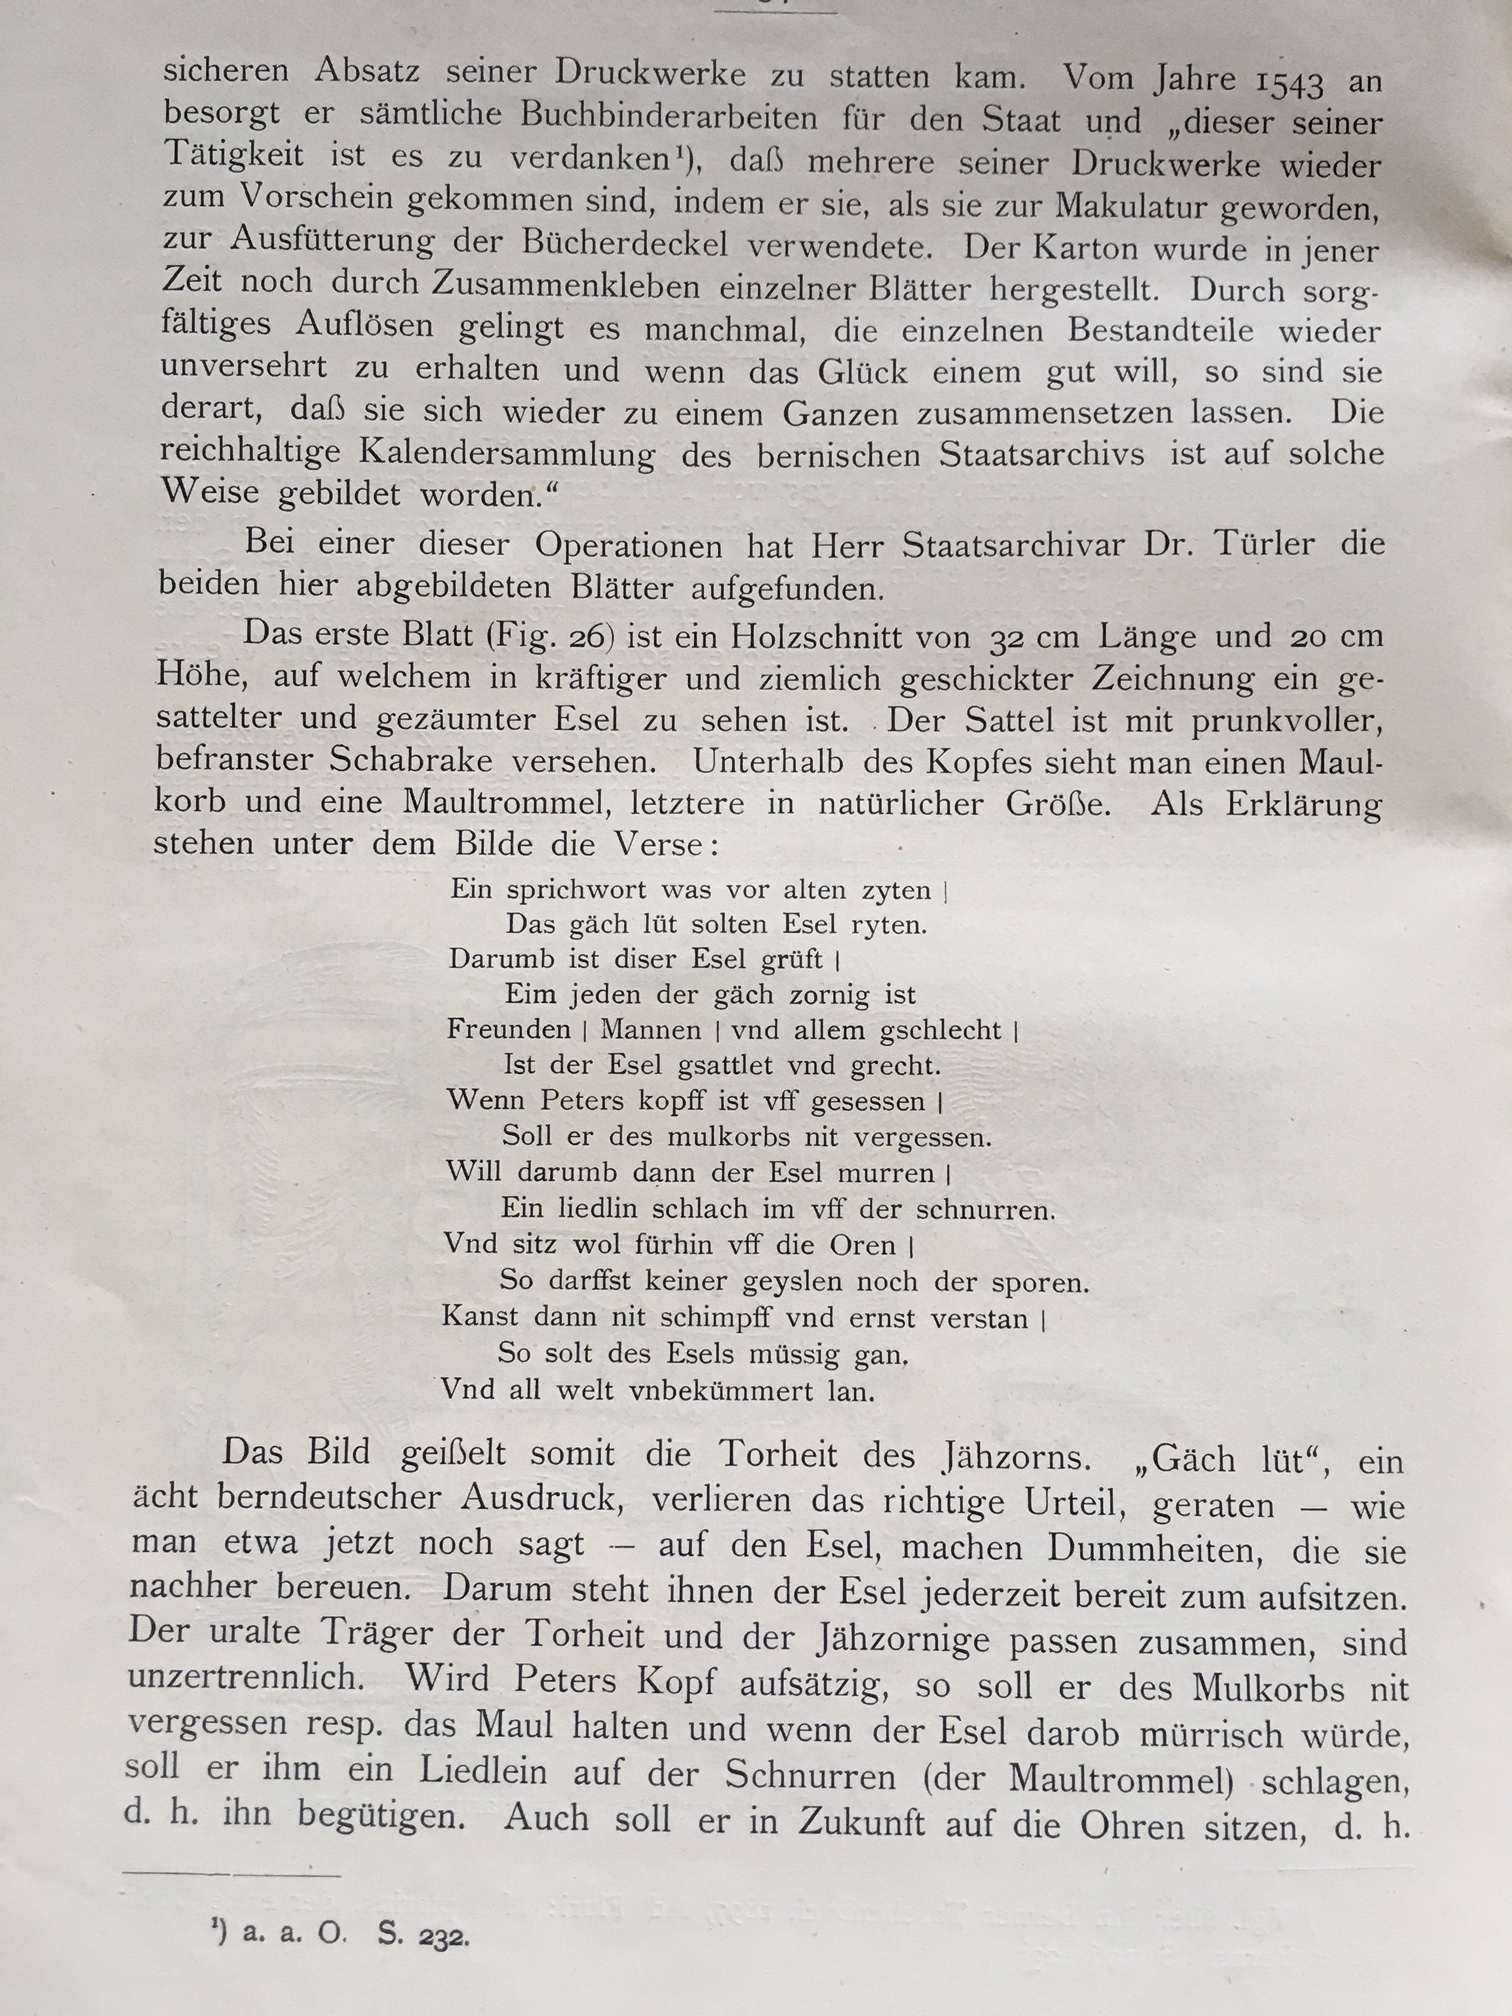 sicheren Absatz seiner Druckwerke zu statten kam. Vom Jahre 1543 an
besorgt er sämtliche Buchbinderarbeiten für den Staat und „dieser seiner
Tätigkeit ist es zu verdanken¹), daß mehrere seiner Druckwerke wieder
zum Vorschein gekommen sind, indem er sie, als sie zur Makulatur geworden,
zur Ausfütterung der Bücherdeckel verwendete. Der Karton wurde in jener
Zeit noch durch Zusammenkleben einzelner Blätter hergestellt. Durch sorg-
fältiges Auflösen gelingt es manchmal, die einzelnen Bestandteile wieder
unversehrt zu erhalten und wenn das Glück einem gut will, so sind sie
derart, daß sie sich wieder zu einem Ganzen zusammensetzen lassen. Die
reichhaltige Kalendersammlung des bernischen Staatsarchivs ist auf solche
Weise gebildet worden.“
Bei einer dieser Operationen hat Herr Staatsarchivar Dr. Türler die
beiden hier abgebildeten Blätter aufgefunden.
Das erste Blatt (Fig. 26) ist ein Holzschnitt von 32 cm Länge und 20 cm
Höhe, auf welchem in kräftiger und ziemlich geschickter Zeichnung ein ge-
sattelter und gezäumter Esel zu sehen ist. Der Sattel ist mit prunkvoller,
befranster Schabrake versehen. Unterhalb des Kopfes sieht man einen Maul-
korb und eine Maultrommel, letztere in natürlicher Größe. Als Erklärung
stehen unter dem Bilde die Verse:
Ein sprichwort was vor alten zyten |
Das gäch lüt solten Esel ryten.
Darumb ist diser Esel grüft |
Eim jeden der gäch zornig ist
Freunden | Mannen | vnd allem gschlecht |
Ist der Esel gsattlet vnd grecht.
Wenn Peters kopff ist vff gesessen |
Soll er des mulkorbs nit vergessen.
Will darumb dann der Esel murren |
Ein liedlin schlach im vff der schnurren.
Vnd sitz wol fürhin vff die Oren |
So darffst keiner geyslen noch der sporen.
Kanst dann nit schimpff vnd ernst verstan |
So solt des Esels müssig gan.
Vnd all welt vnbekümmert lan.
Das Bild geißelt somit die Torheit des Jähzorns. „Gäch lüt“, ein
ächt berndeutscher Ausdruck, verlieren das richtige Urteil, geraten — wie
man etwa jetzt noch sagt — auf den Esel, machen Dummheiten, die sie
nachher bereuen. Darum steht ihnen der Esel jederzeit bereit zum aufsitzen.
Der uralte Träger der Torheit und der Jähzornige passen zusammen, sind
unzertrennlich. Wird Peters Kopf aufsätzig, so soll er des Mulkorbs nit
vergessen resp. das Maul halten und wenn der Esel darob mürrisch würde,
soll er ihm ein Liedlein auf der Schnurren (der Maultrommel) schlagen,
d. h. ihn begütigen. Auch soll er in Zukunft auf die Ohren sitzen, d. h.
¹) a. a. O. S. 232.